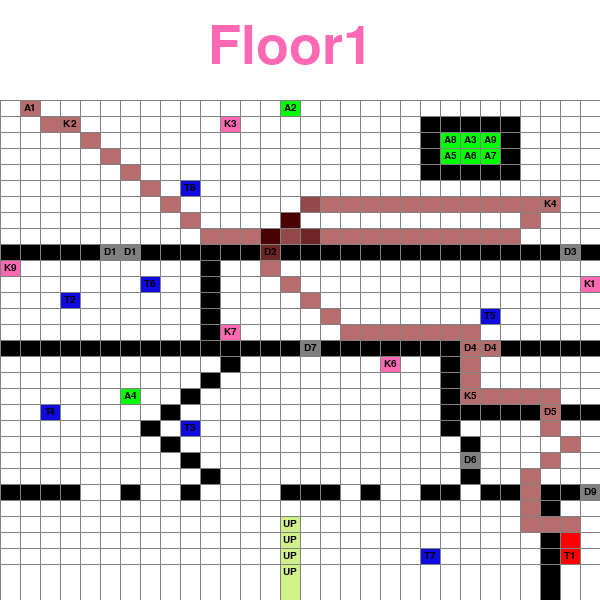 Floor1
A1 A2
K2 K3
A8 A3 A9
A5 A6 A7
T8
K4
D1 D1 D2 D3
K9
T6 K1
T2
T5
K7
D7 D4 D4
K6
A4 K5
T4 D5
T3
D6
D9
UP
UP
UP T7 T1
UP